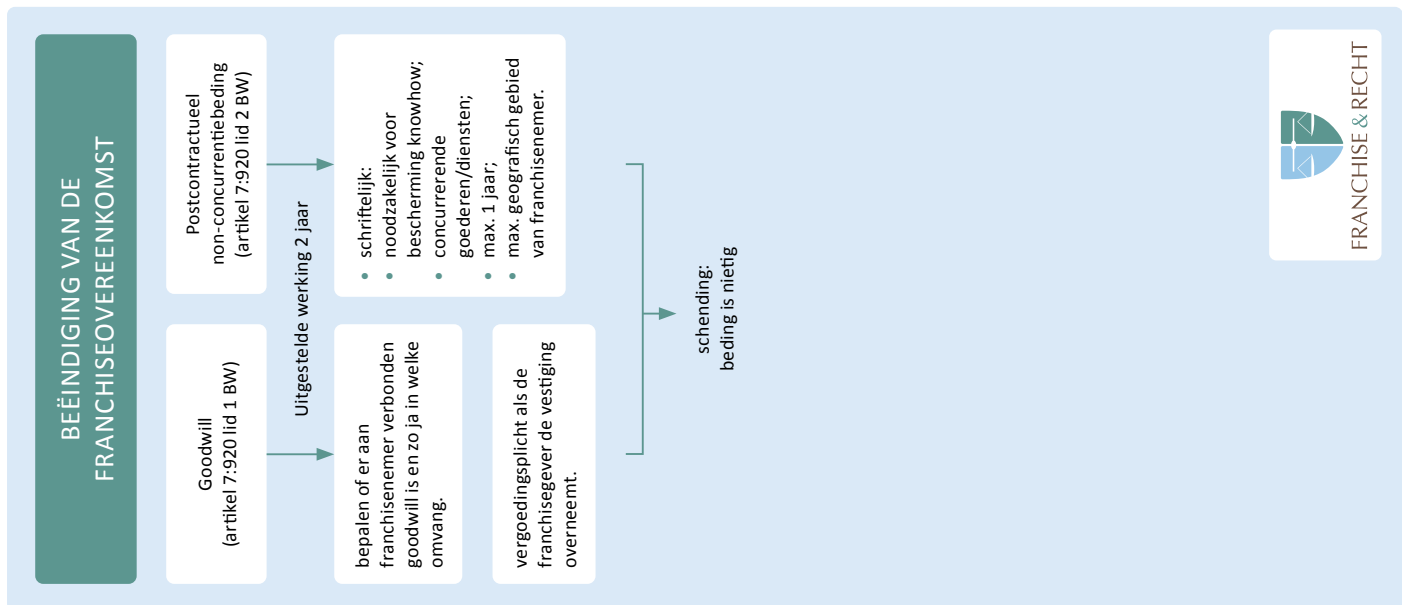 BEËINDIGING VAN DE
FRANCHISEOVEREENKOMST
Goodwill
(artikel 7:920 lid 1 BW)
Postcontractueel
non-concurrentiebeding
(artikel 7:920 lid 2 BW)
Uitgestelde werking 2 jaar
bepalen of er aan
franchisenemer verbonden
goodwill is en zo ja in welke
omvang.
vergoedingsplicht als de
franchisegever de vestiging
overneemt.
• schriftelijk:
• noodzakelijk voor
bescherming knowhow;
• concurrerende
goederen/diensten;
• max. 1 jaar;
• max. geografisch gebied
van franchisenemer.
schending:
beding is nietig
FRANCHISE & RECHT